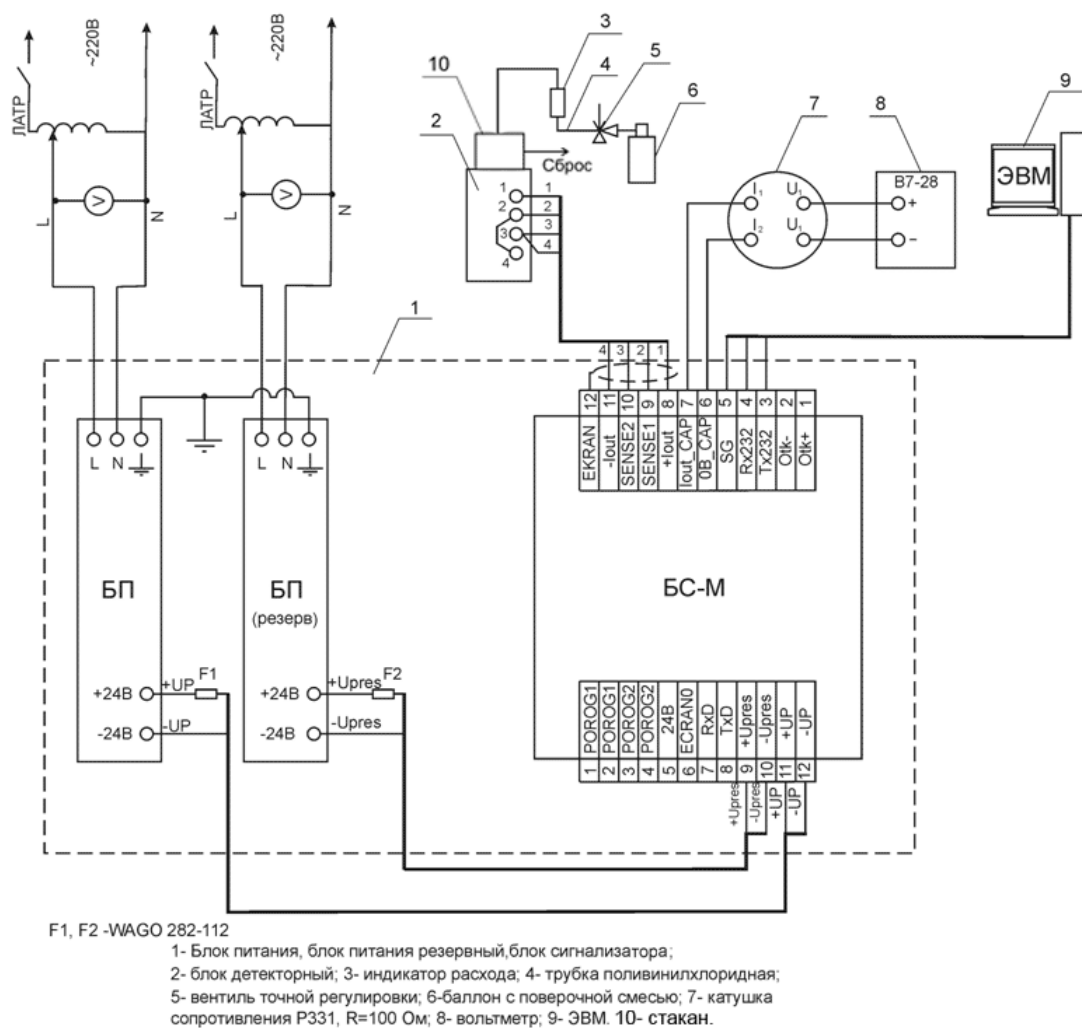 ~220В
~220В
ЛАТР
ЛАТР
V
V
L
N
L
N
3
4
5
6
10
2
Сброс
1
2
3
4
1
2
3
4
7
8
9
I₁ U₁
I₂ U₁
В7-28
+
−
ЭВМ
1
4 3 2 1
12 11 10 9 8 7 6 5 4 3 2 1
EKRAN
-Iout
SENSE2
SENSE1
+Iout
Iout_CAP
0B_CAP
SG
Rx232
Tx232
Otk-
Otk+
L N
L N
БП
БП
(резерв)
БС-М
+24В
+UP
F1
-24В
-UP
+24В
+Upres
F2
-24В
-Upres
POROG1
POROG1
POROG2
POROG2
24В
ECRAN0
RxD
TxD
+Upres
-Upres
+UP
-UP
1 2 3 4 5 6 7 8 9 10 11 12
+Upres
-Upres
+UP
-UP
F1, F2 -WAGO 282-112
1- Блок питания, блок питания резервный,блок сигнализатора;
2- блок детекторный; 3- индикатор расхода; 4- трубка поливинилхлоридная;
5- вентиль точной регулировки; 6-баллон с поверочной смесью; 7- катушка
сопротивления Р331, R=100 Ом; 8- вольтметр; 9- ЭВМ. 10- стакан.